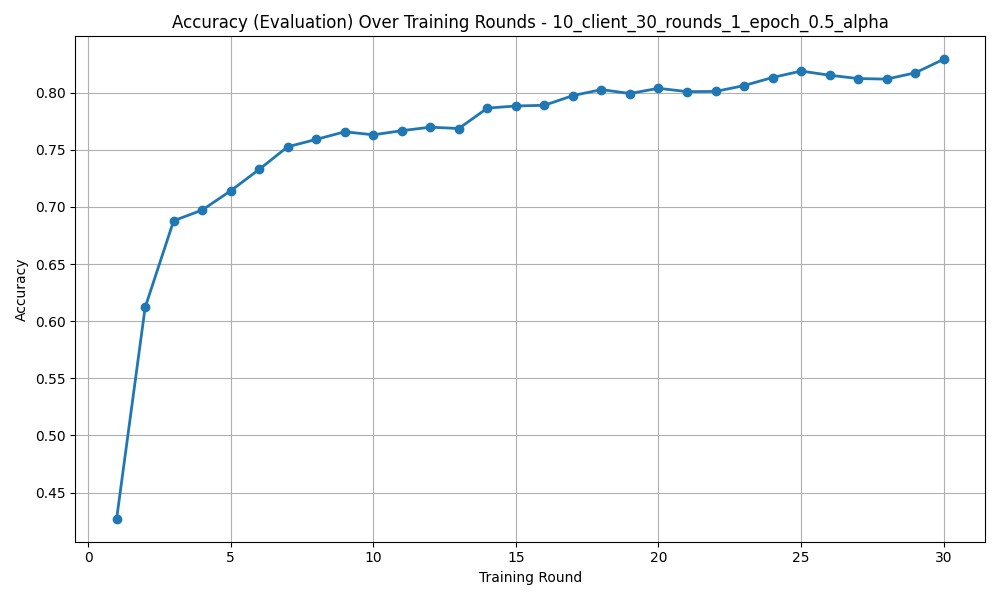 Accuracy (Evaluation) Over Training Rounds - 10_client_30_rounds_1_epoch_0.5_alpha
Accuracy
0.80
0.75
0.70
0.65
0.60
0.55
0.50
0.45
0 5 10 15 20 25 30
Training Round